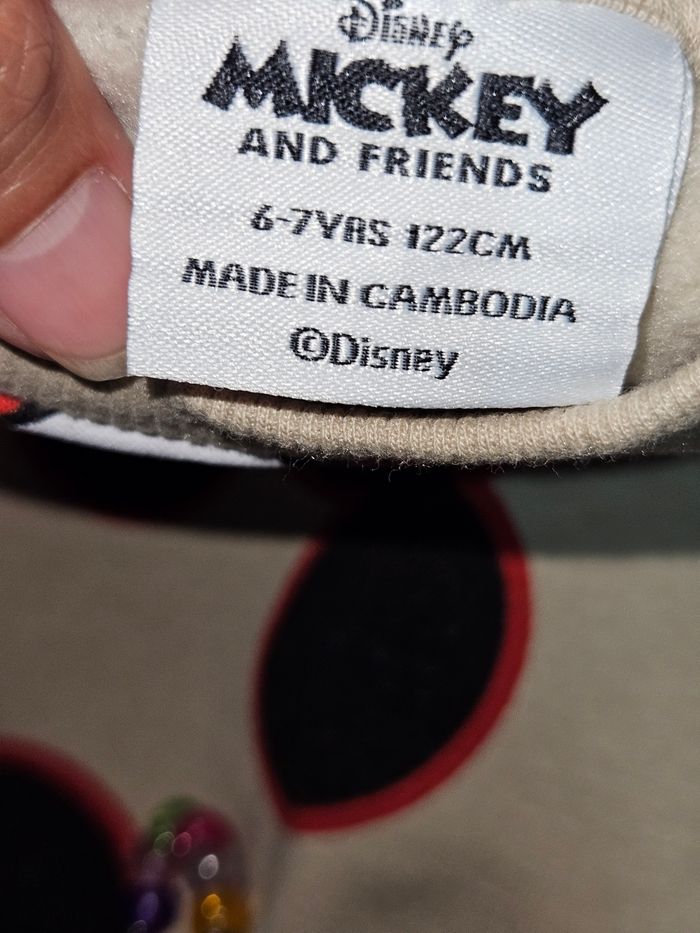 Disney
MICKEY
AND FRIENDS
6-7YRS 122CM
MADE IN CAMBODIA
©Disney